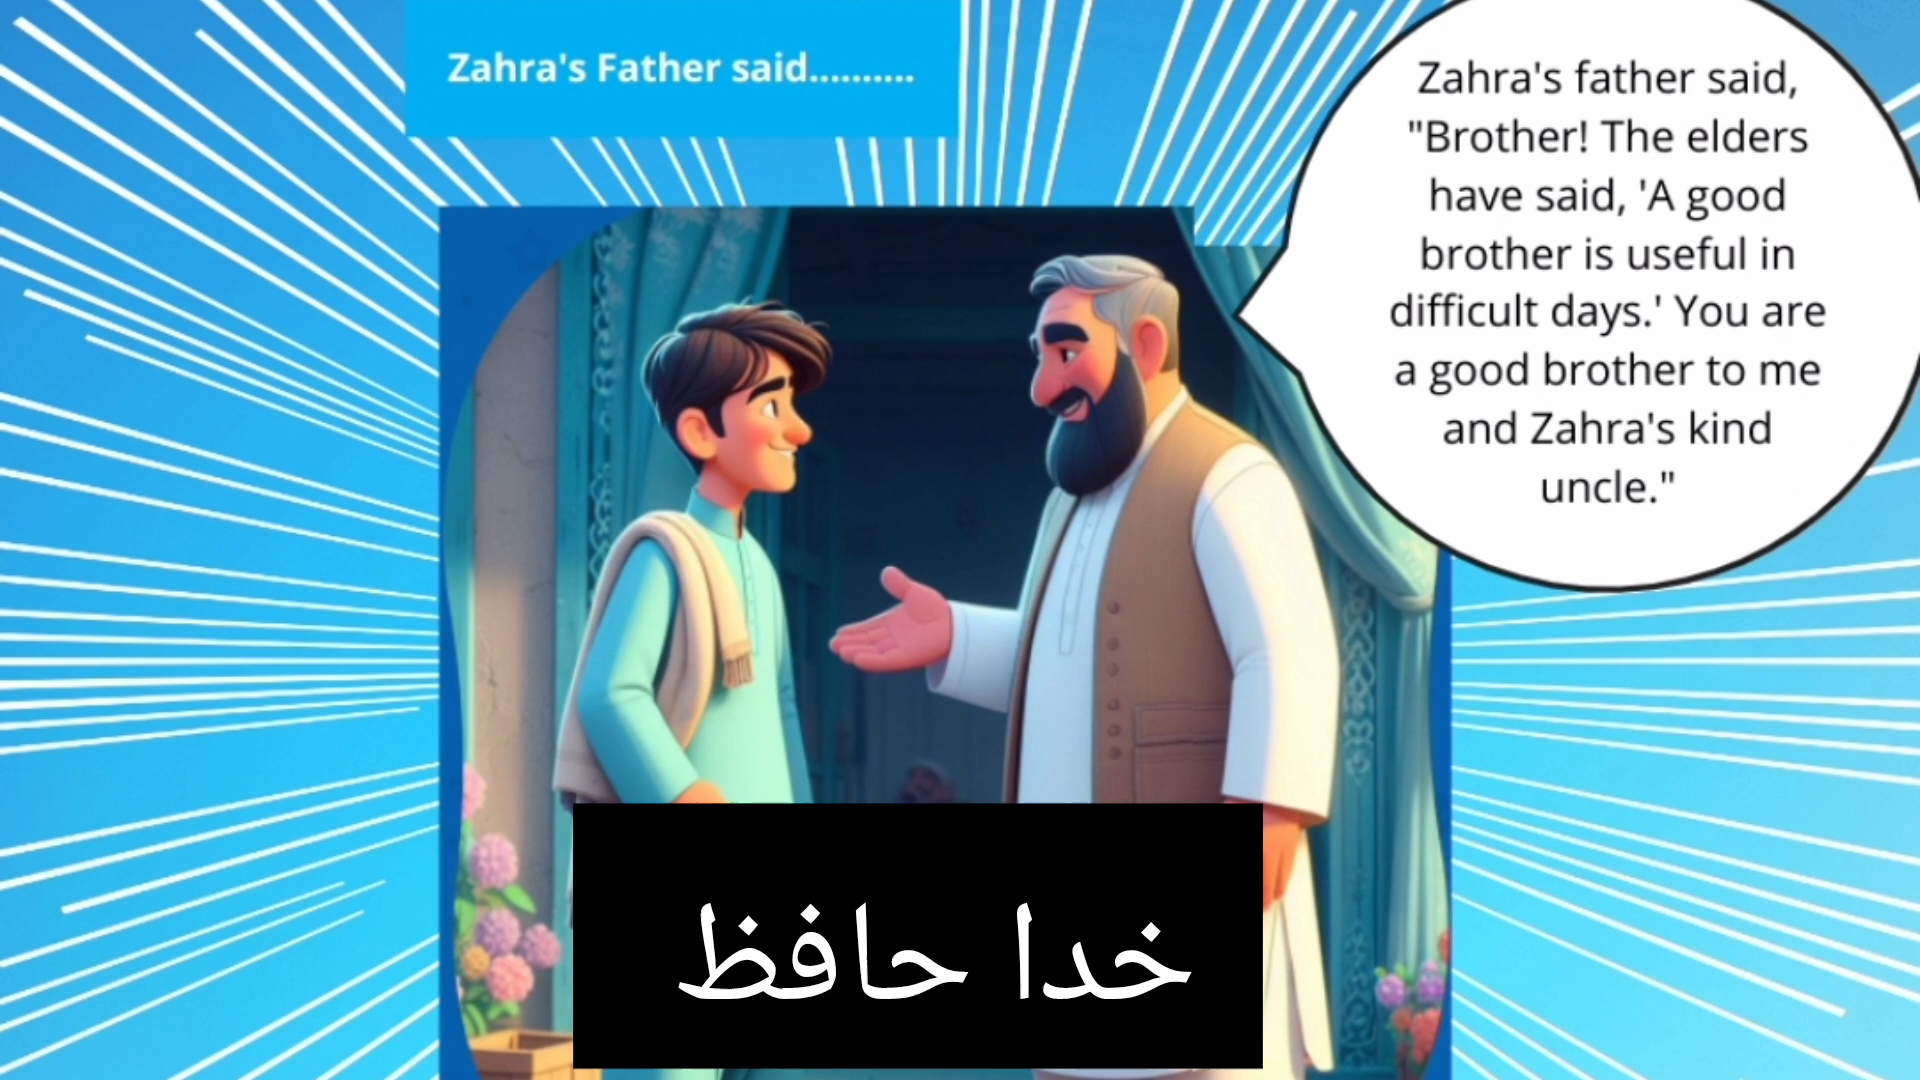 Zahra's Father said..........
Zahra's father said,
"Brother! The elders
have said, 'A good
brother is useful in
difficult days.' You are
a good brother to me
and Zahra's kind
uncle."
خدا حافظ